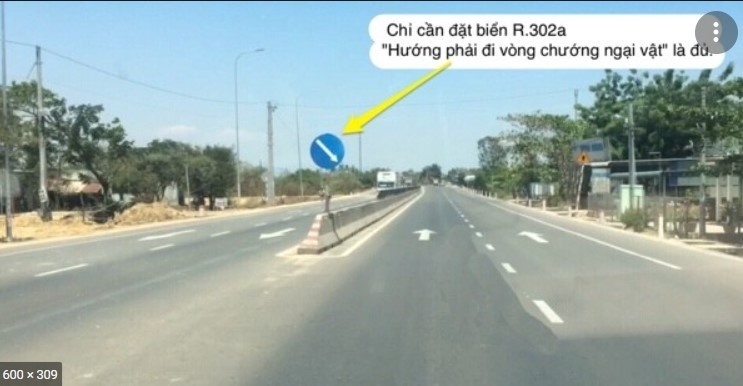 Chỉ cần đặt biển R.302a
"Hướng phải đi vòng chướng ngại vật" là đủ.
600 × 309